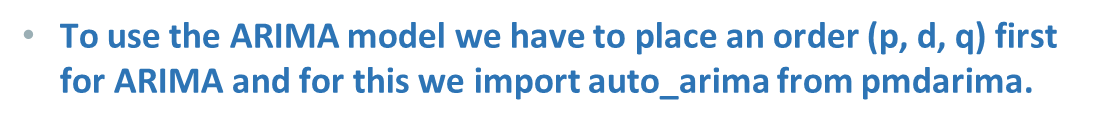 • To use the ARIMA model we have to place an order (p, d, q) first
for ARIMA and for this we import auto_arima from pmdarima.